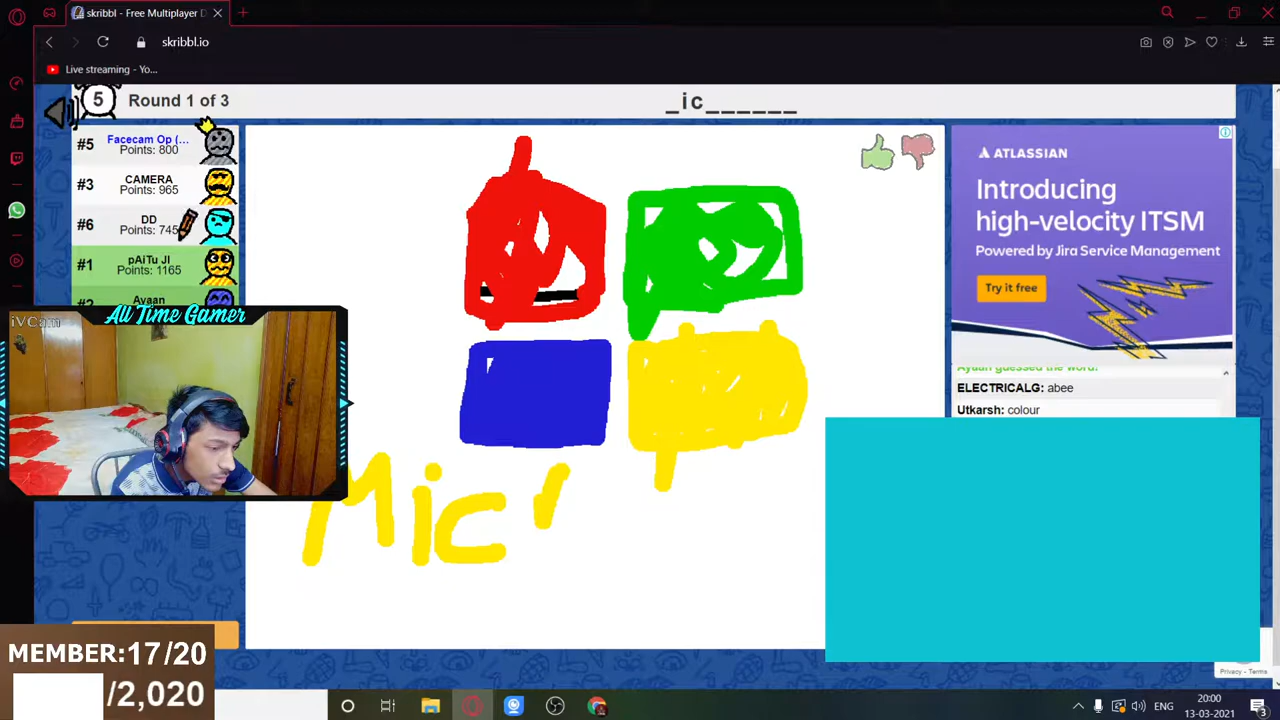 skribbl - Free Multiplayer D
skribbl.io
Live streaming - Yo...
5
Round 1 of 3
_ic______
#5
Facecam Op (...
Points: 800
#3
CAMERA
Points: 965
#6
DD
Points: 745
#1
pAiTu JI
Points: 1165
Ayaan
All Time Gamer
iVCam
Mic
ATLASSIAN
Introducing
high-velocity ITSM
Powered by Jira Service Management
Try it free
Ayaan guessed the word!
ELECTRICALG: abee
Utkarsh: colour
Privacy - Terms
MEMBER:17/20
/2,020
ENG
20:00
13-03-2021
3